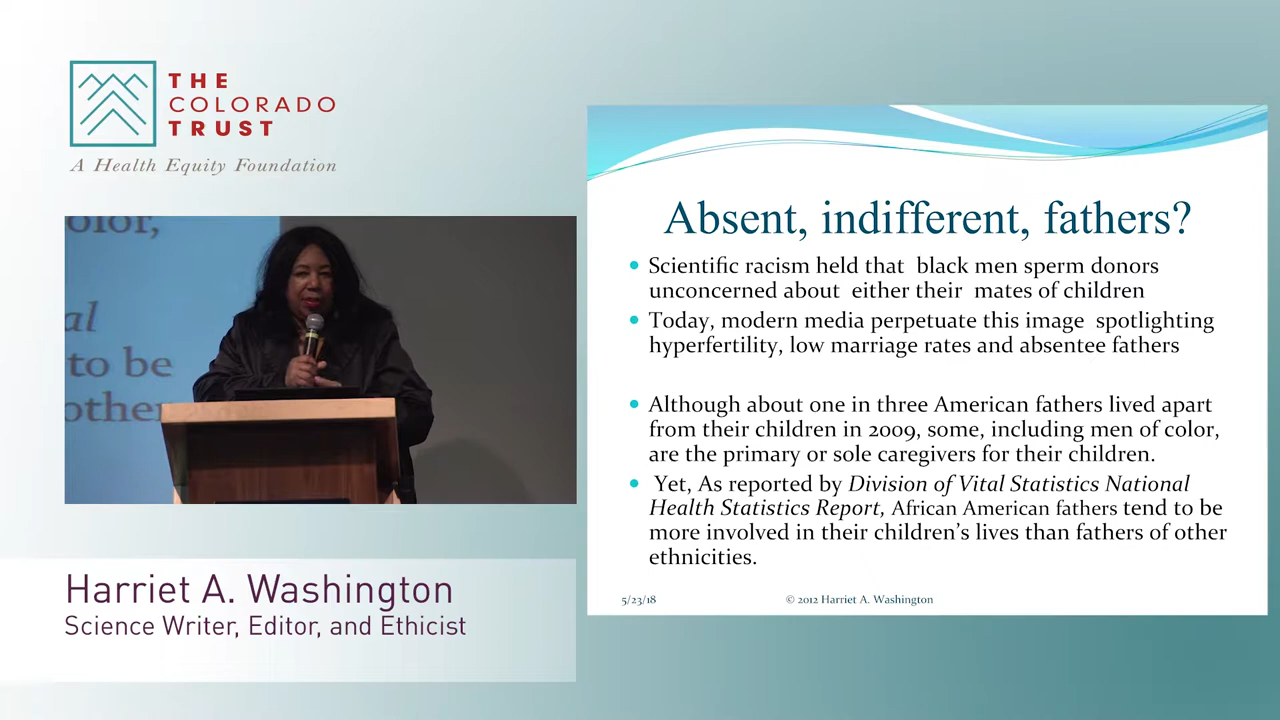 THE
COLORADO
TRUST
A Health Equity Foundation
olor,
al
to be
other
Harriet A. Washington
Science Writer, Editor, and Ethicist
Absent, indifferent, fathers?
• Scientific racism held that black men sperm donors
unconcerned about either their mates of children
• Today, modern media perpetuate this image spotlighting
hyperfertility, low marriage rates and absentee fathers
• Although about one in three American fathers lived apart
from their children in 2009, some, including men of color,
are the primary or sole caregivers for their children.
• Yet, As reported by Division of Vital Statistics National
Health Statistics Report, African American fathers tend to be
more involved in their children's lives than fathers of other
ethnicities.
5/23/18
© 2012 Harriet A. Washington